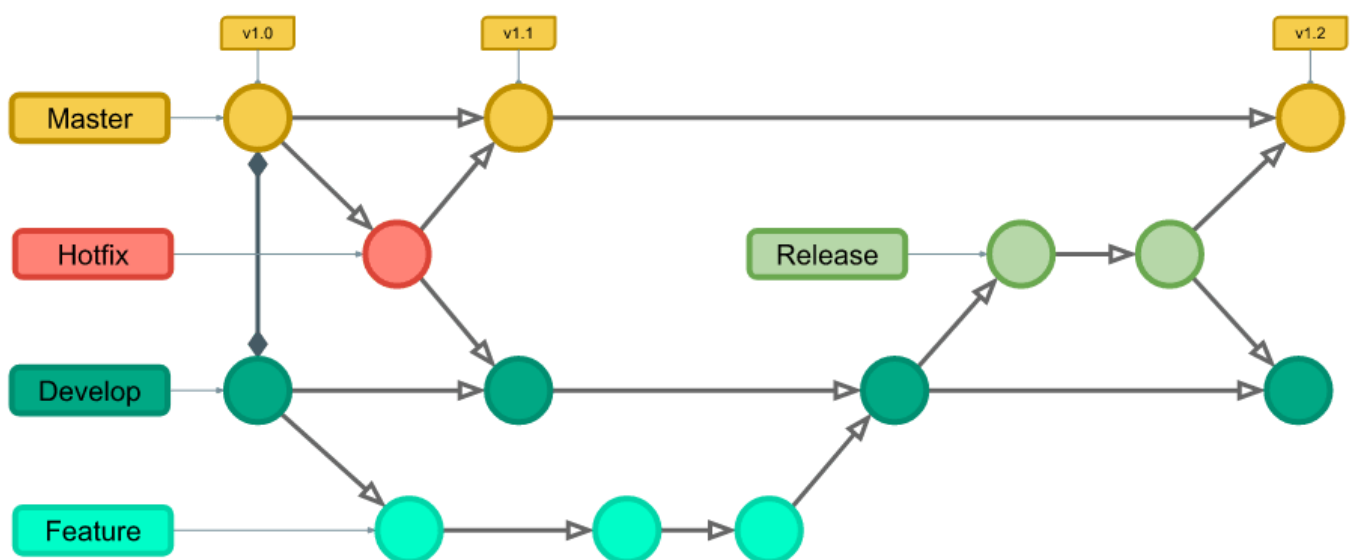 v1.0
v1.1
v1.2
Master
Hotfix
Release
Develop
Feature